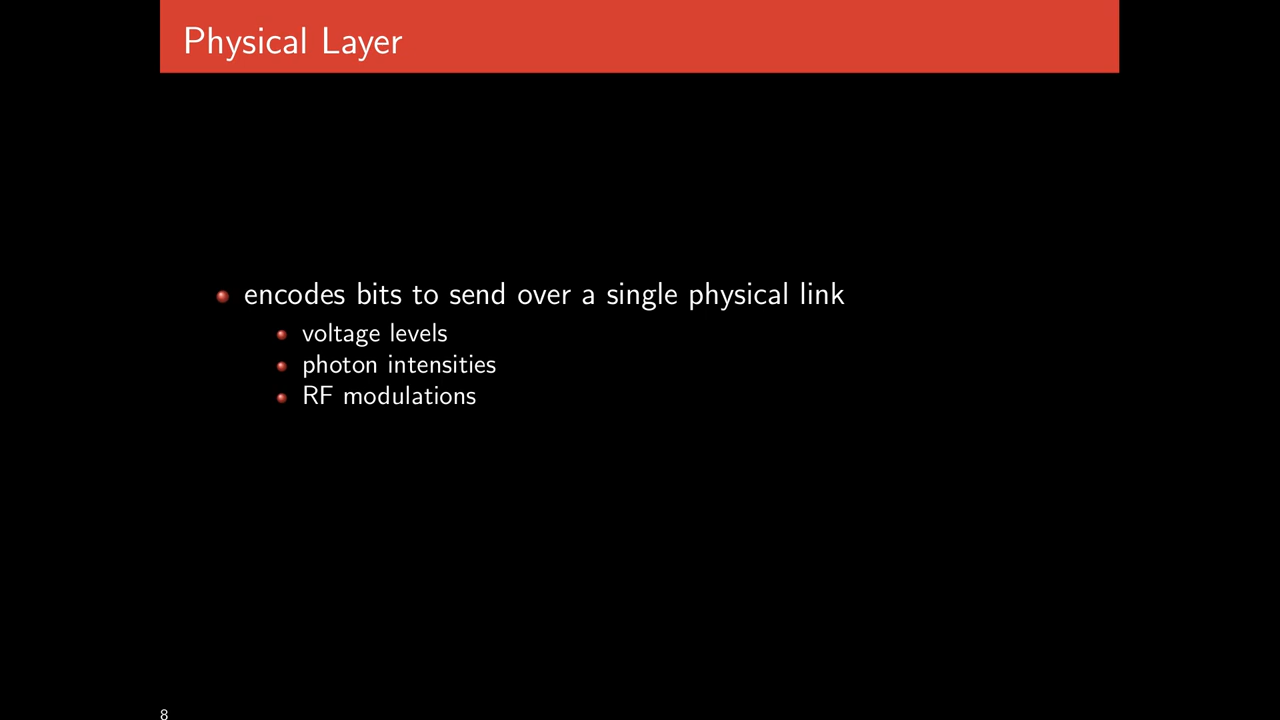 Physical Layer
encodes bits to send over a single physical link
voltage levels
photon intensities
RF modulations
8